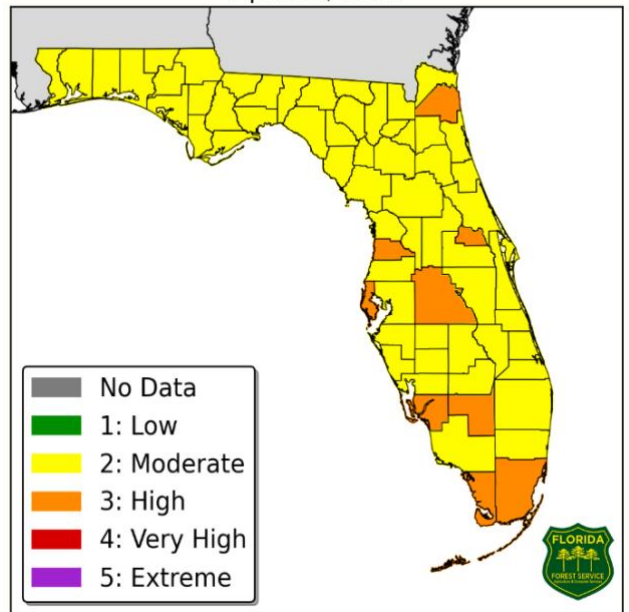 No Data
1: Low
2: Moderate
3: High
4: Very High
5: Extreme
FLORIDA
FOREST SERVICE